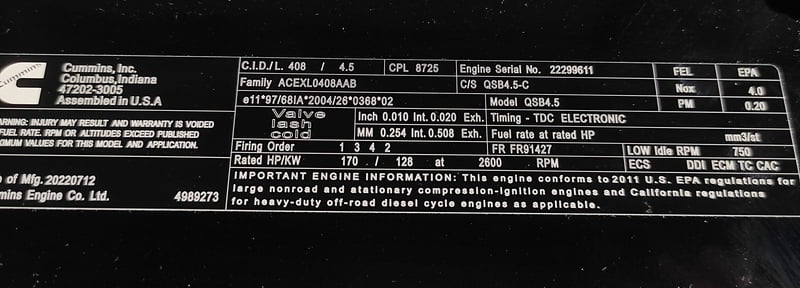 Cummins
Cummins, Inc.
Columbus,Indiana
47202-3005
Assembled in U.S.A
ARNING: INJURY MAY RESULT AND WARRANTY IS VOIDED
FUEL RATE. RPM OR ALTITUDES EXCEED PUBLISHED
XIMUM VALUES FOR THIS MODEL AND APPLICATION.
of Mfg. 20220712
mins Engine Co. Ltd. 4989273
C.I.D./L. 408 / 4.5 CPL 8725 Engine Serial No. 22299611 FEL EPA
Family ACEXL0408AAB C/S QSB4.5-C Nox 4.0
e11*97/68IA*2004/26*0368*02 Model QSB4.5 PM 0.20
Valve lash cold Inch 0.010 Int. 0.020 Exh. Timing - TDC ELECTRONIC
MM 0.254 Int. 0.508 Exh. Fuel rate at rated HP mm3/st
Firing Order 1 3 4 2 FR FR91427 LOW Idle RPM 750
Rated HP/KW 170 / 128 at 2600 RPM ECS DDI ECM TC CAC
IMPORTANT ENGINE INFORMATION: This engine conforms to 2011 U.S. EPA regulations for
large nonroad and atationary compression-ignition engines and California regulations
for heavy-duty off-road diesel cycle engines as applicable.